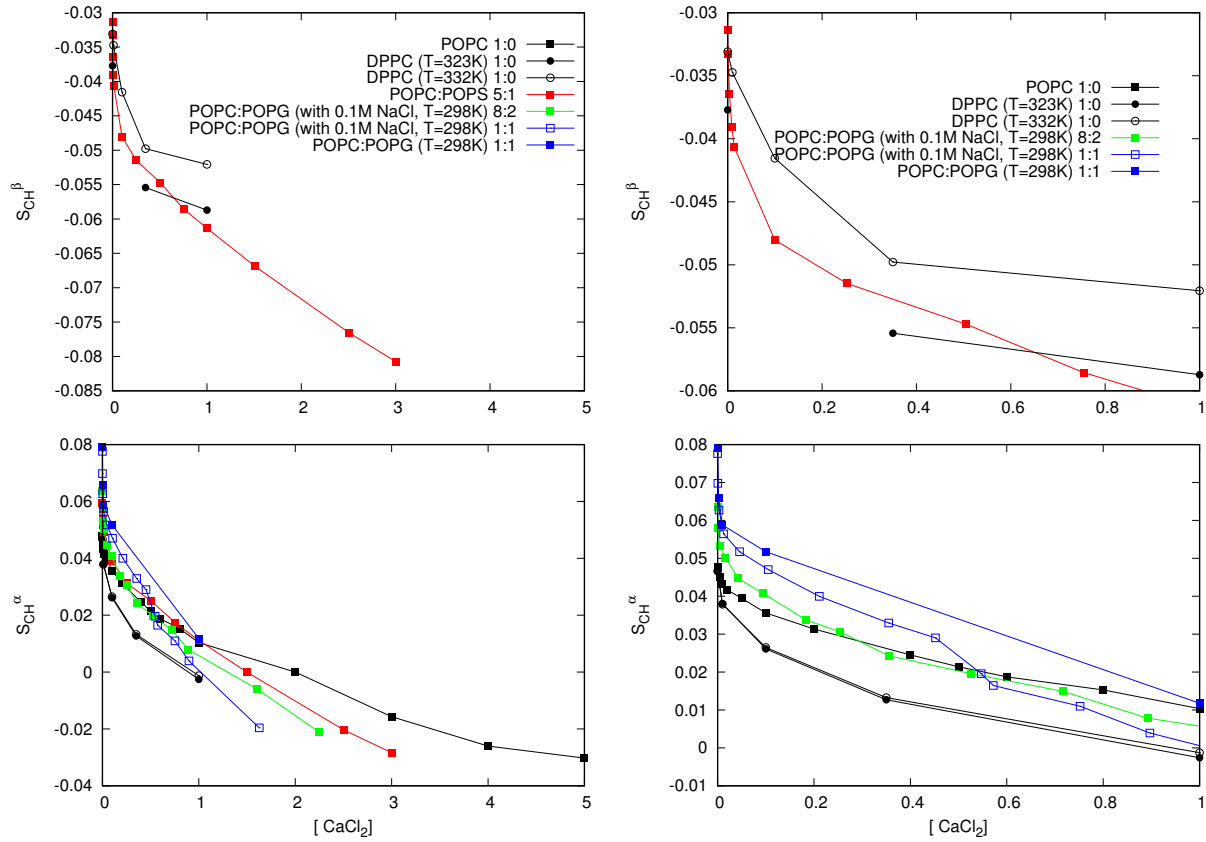 -0.03
-0.035
-0.04
-0.045
-0.05
-0.055
-0.06
-0.065
-0.07
-0.075
-0.08
-0.085
0 1 2 3 4 5
S_CH^β
POPC 1:0
DPPC (T=323K) 1:0
DPPC (T=332K) 1:0
POPC:POPS 5:1
POPC:POPG (with 0.1M NaCl, T=298K) 8:2
POPC:POPG (with 0.1M NaCl, T=298K) 1:1
POPC:POPG (T=298K) 1:1
-0.03
-0.035
-0.04
-0.045
-0.05
-0.055
-0.06
0 0.2 0.4 0.6 0.8 1
S_CH^β
POPC 1:0
DPPC (T=323K) 1:0
DPPC (T=332K) 1:0
POPC:POPG (with 0.1M NaCl, T=298K) 8:2
POPC:POPG (with 0.1M NaCl, T=298K) 1:1
POPC:POPG (T=298K) 1:1
0.08
0.06
0.04
0.02
0
-0.02
-0.04
0 1 2 3 4 5
S_CH^α
[ CaCl₂]
0.08
0.07
0.06
0.05
0.04
0.03
0.02
0.01
0
-0.01
0 0.2 0.4 0.6 0.8 1
S_CH^α
[ CaCl₂]